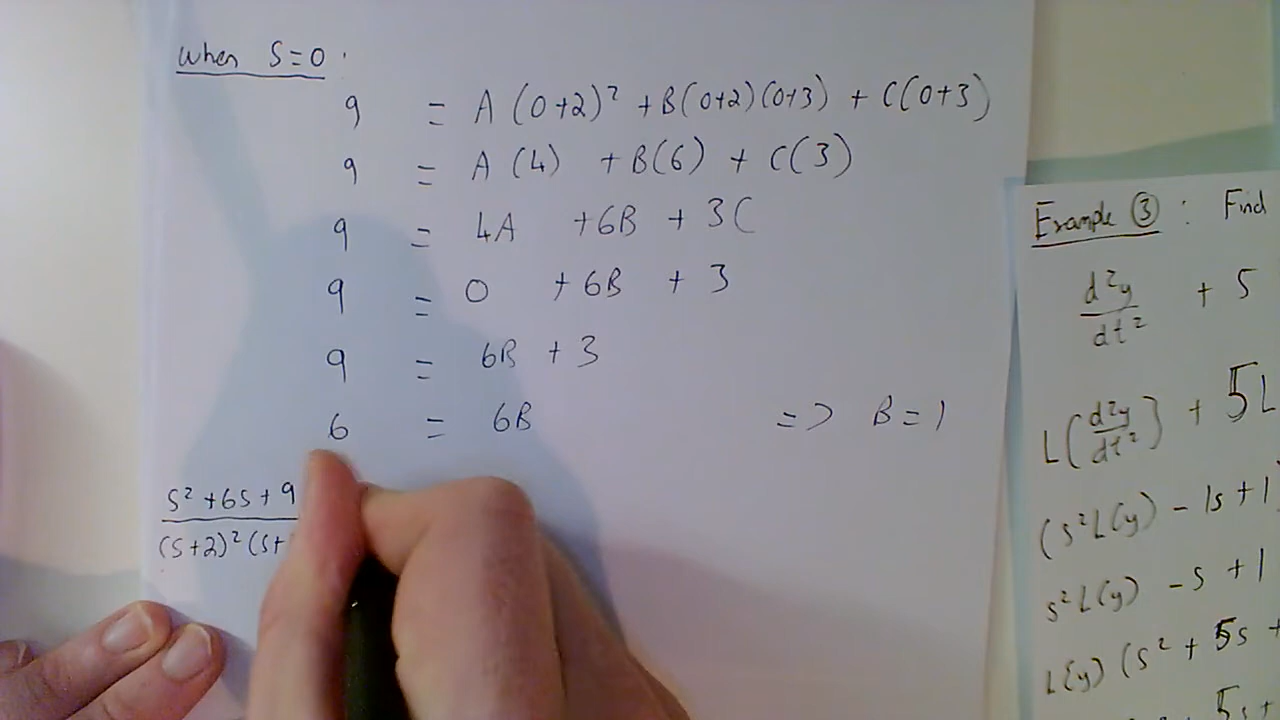 When S=0.
9 = A (0+2)² + B(0+2)(0+3) + C(0+3)
9 = A (4) + B(6) + C(3)
9 = 4A + 6B + 3C
9 = 0 + 6B + 3
9 = 6B + 3
6 = 6B => B = 1
s² + 6s + 9
(s+2)² (s+
Example ③ : Find
d²y/dt² + 5
L(d²y/dt²) + 5L
(s²L(y) - 1s + 1
s²L(y) - s + 1
L(y) (s² + 5s +
5s +